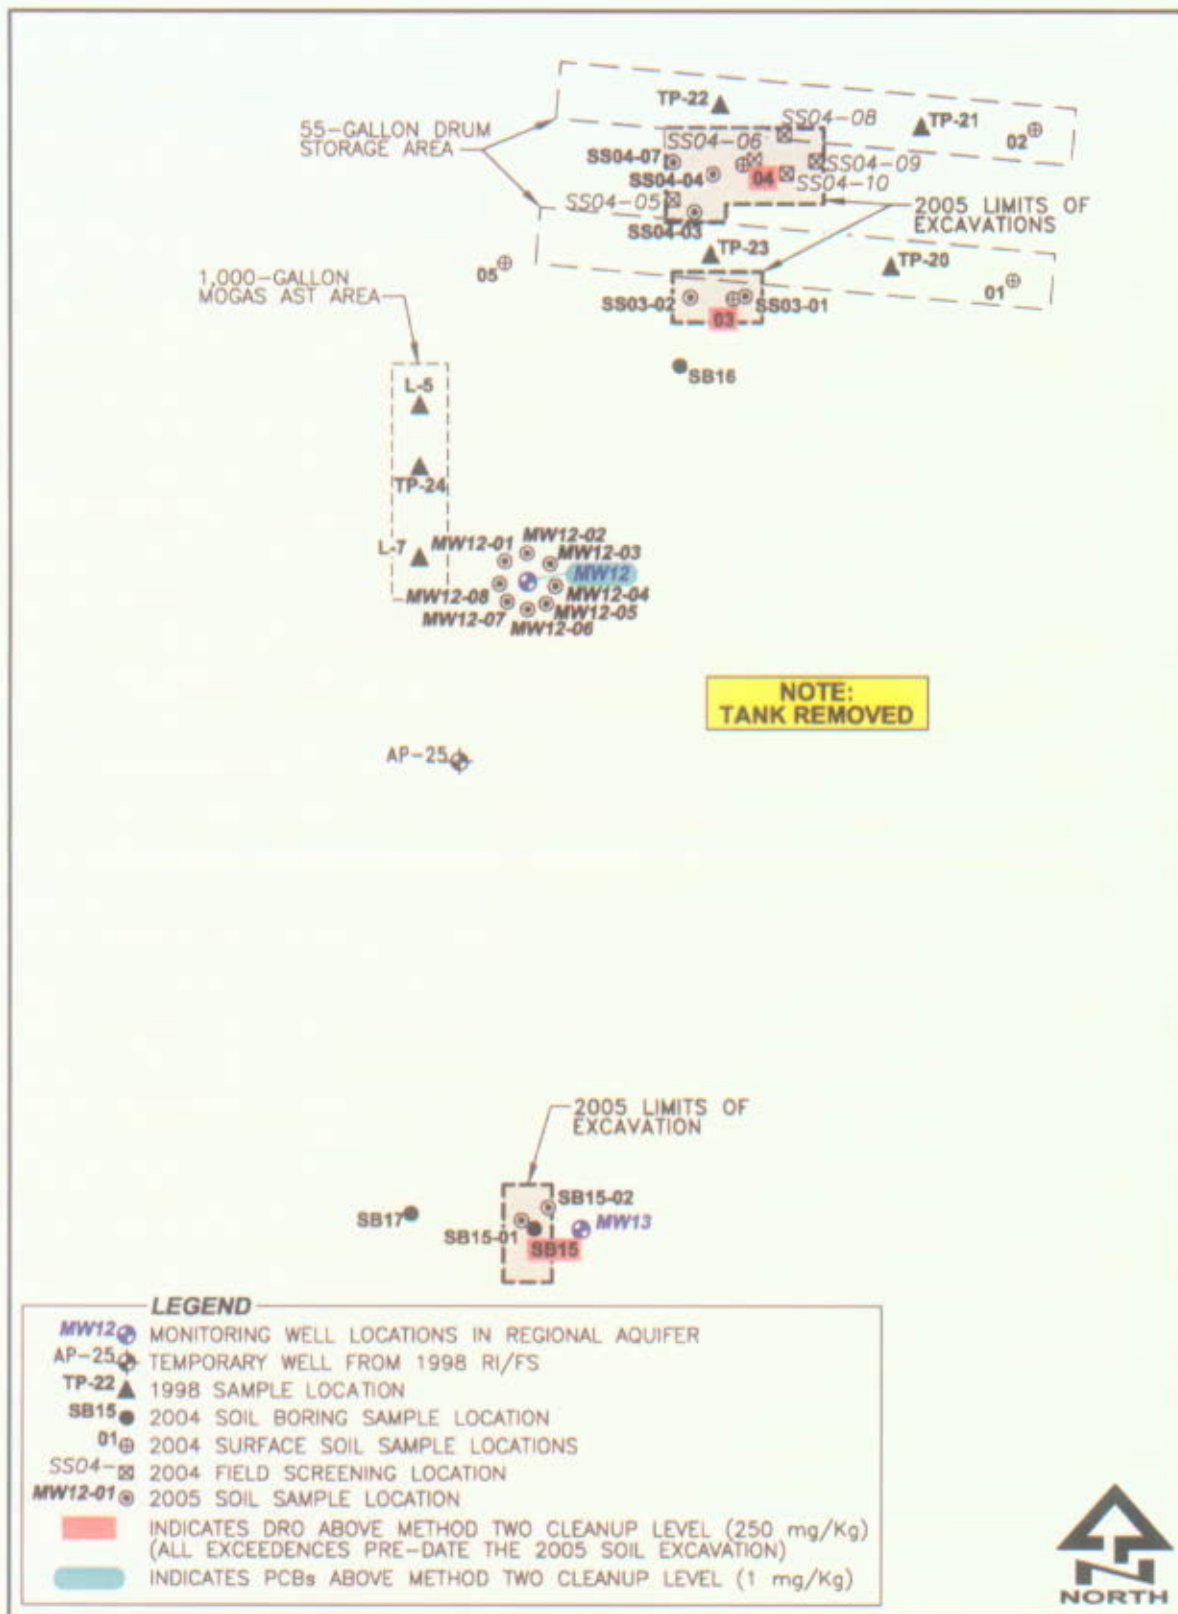 TP-22
SS04-08
TP-21
02
55-GALLON DRUM
STORAGE AREA
SS04-06
SS04-07
SS04-09
SS04-04
04
SS04-10
SS04-05
2005 LIMITS OF
EXCAVATIONS
SS04-03
TP-23
TP-20
05
01
1,000-GALLON
MOGAS AST AREA
SS03-02
SS03-01
03
SB16
L-5
TP-24
L-7
MW12-01
MW12-02
MW12-03
MW12
MW12-08
MW12-04
MW12-07
MW12-05
MW12-06
NOTE:
TANK REMOVED
AP-25
2005 LIMITS OF
EXCAVATION
SB15-02
SB17
MW13
SB15-01
SB15
LEGEND
MW12 MONITORING WELL LOCATIONS IN REGIONAL AQUIFER
AP-25 TEMPORARY WELL FROM 1998 RI/FS
TP-22 1998 SAMPLE LOCATION
SB15 2004 SOIL BORING SAMPLE LOCATION
01 2004 SURFACE SOIL SAMPLE LOCATIONS
SS04- 2004 FIELD SCREENING LOCATION
MW12-01 2005 SOIL SAMPLE LOCATION
INDICATES DRO ABOVE METHOD TWO CLEANUP LEVEL (250 mg/Kg)
(ALL EXCEEDENCES PRE-DATE THE 2005 SOIL EXCAVATION)
INDICATES PCBs ABOVE METHOD TWO CLEANUP LEVEL (1 mg/Kg)
N
NORTH